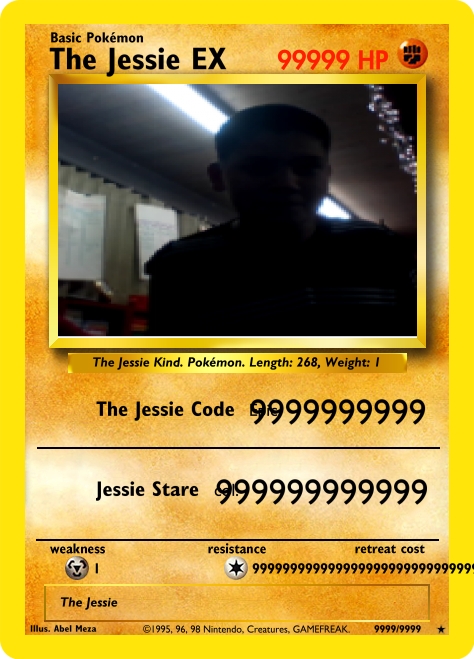 Basic Pokémon
The Jessie EX 99999 HP
The Jessie Kind. Pokémon. Length: 268, Weight: 1
The Jessie Code Epic 9999999999
Jessie Stare 999999999999
weakness resistance retreat cost
1
The Jessie
Illus. Abel Meza ©1995, 96, 98 Nintendo, Creatures, GAMEFREAK. 9999/9999